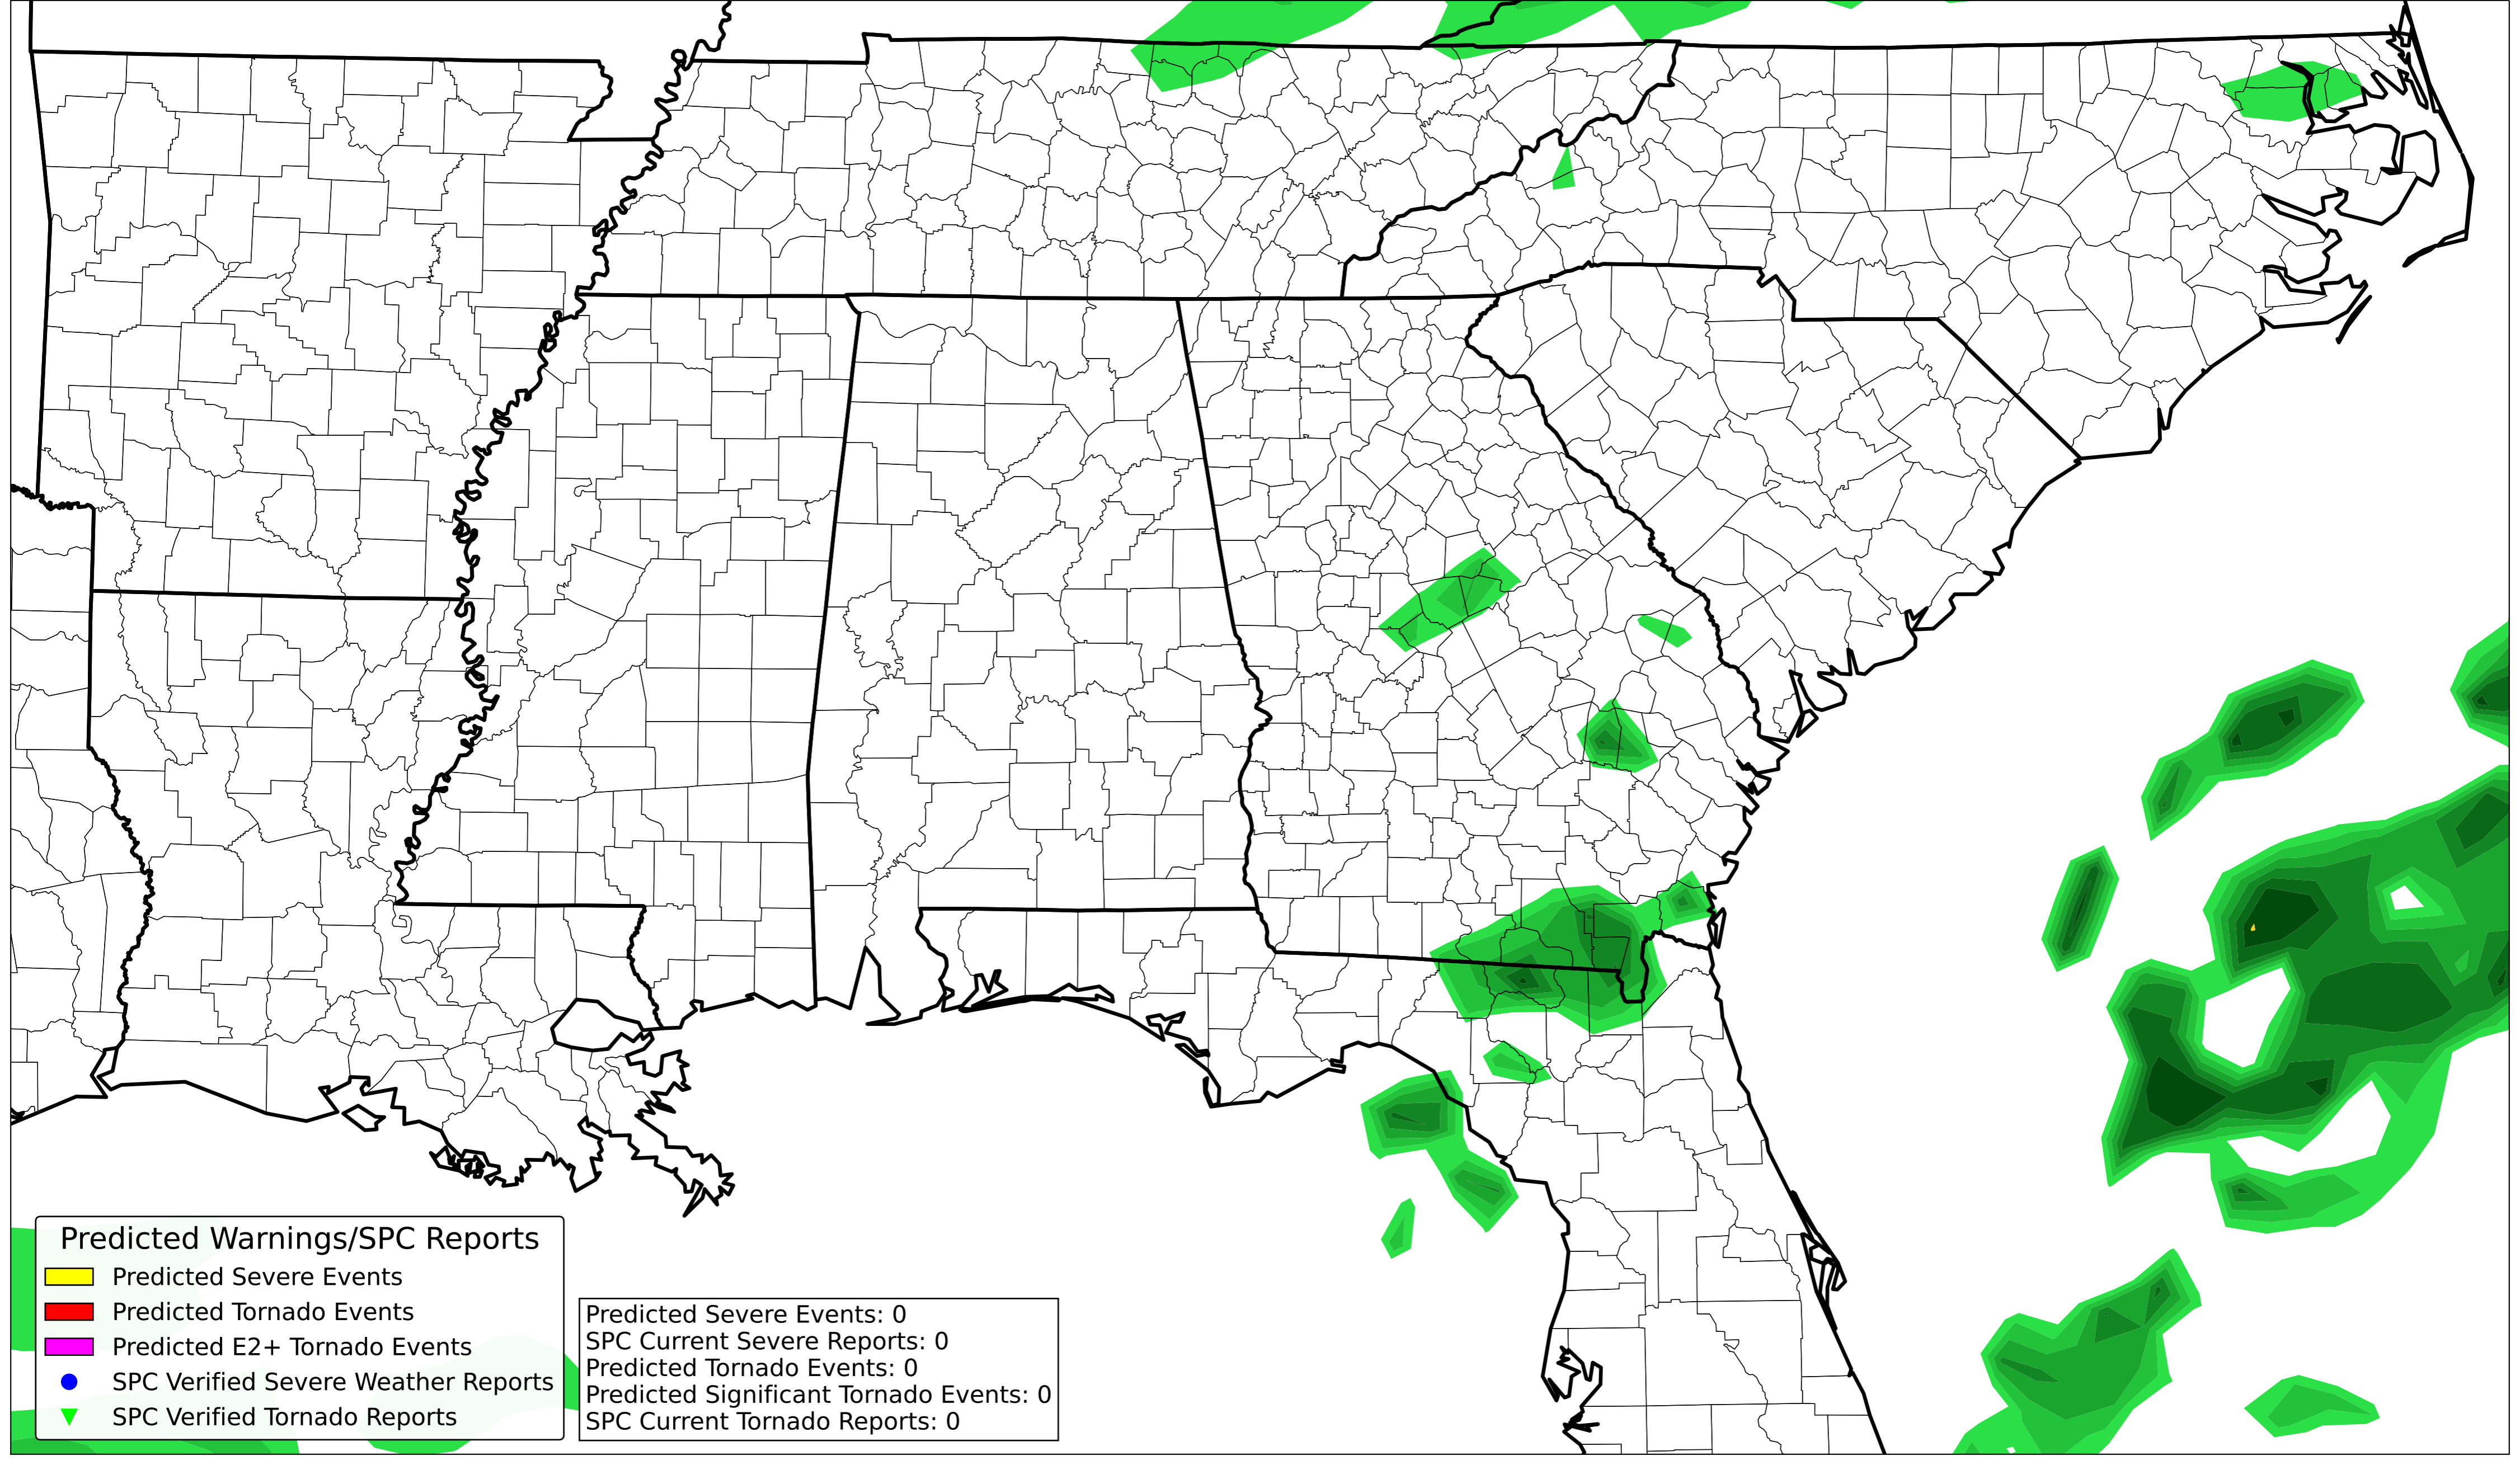 Predicted Warnings/SPC Reports
Predicted Severe Events
Predicted Tornado Events
Predicted E2+ Tornado Events
SPC Verified Severe Weather Reports
SPC Verified Tornado Reports
Predicted Severe Events: 0
SPC Current Severe Reports: 0
Predicted Tornado Events: 0
Predicted Significant Tornado Events: 0
SPC Current Tornado Reports: 0